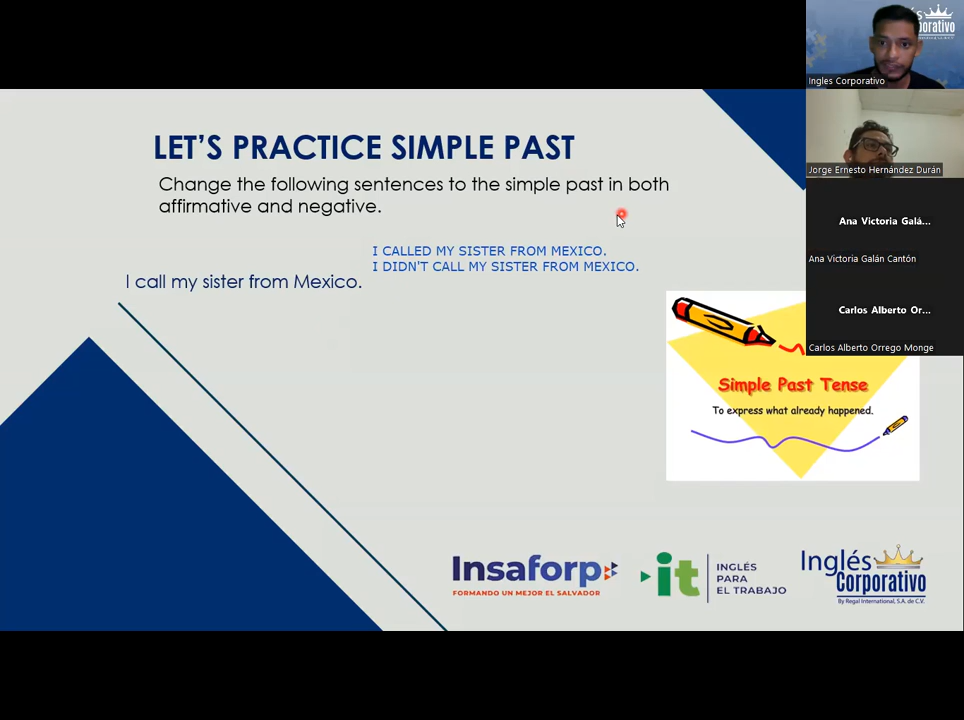 s
porativo
Ingles Corporativo
LET'S PRACTICE SIMPLE PAST
Change the following sentences to the simple past in both
affirmative and negative.
Jorge Ernesto Hernández Durán
Ana Victoria Galá...
Ana Victoria Galán Cantón
I CALLED MY SISTER FROM MEXICO.
I DIDN'T CALL MY SISTER FROM MEXICO.
I call my sister from Mexico.
Carlos Alberto Or...
Carlos Alberto Orrego Monge
Simple Past Tense
To express what already happened.
Insaforp
FORMANDO UN MEJOR EL SALVADOR
it
INGLÉS
PARA
EL TRABAJO
Inglés
Corporativo
By Regal International, S.A. de C.V.